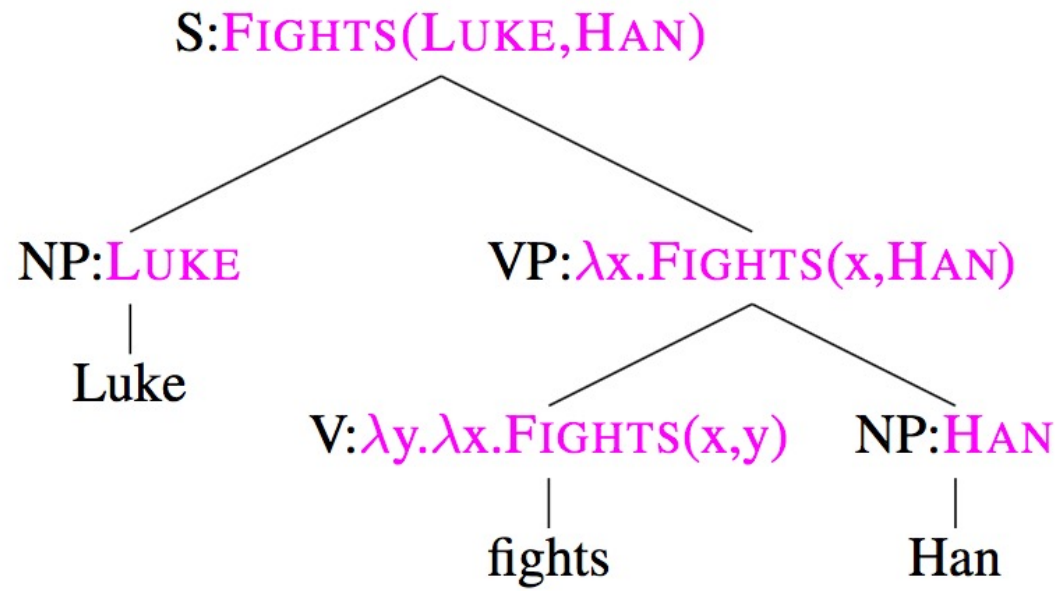 S:FIGHTS(LUKE,HAN)
NP:LUKE VP:λx.FIGHTS(x,HAN)
Luke
V:λy.λx.FIGHTS(x,y) NP:HAN
fights Han